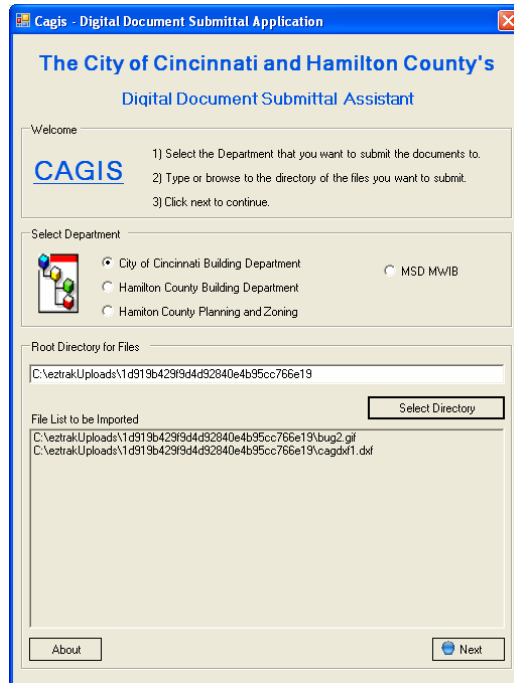 Cagis - Digital Document Submittal Application
The City of Cincinnati and Hamilton County's
Digital Document Submittal Assistant
Welcome
CAGIS
1) Select the Department that you want to submit the documents to.
2) Type or browse to the directory of the files you want to submit.
3) Click next to continue.
Select Department
City of Cincinnati Building Department
MSD MWIB
Hamilton County Building Department
Hamiton County Planning and Zoning
Root Directory for Files
C:\eztrakUploads\1d919b429f9d4d92840e4b95cc766e19
Select Directory
File List to be Imported
C:\eztrakUploads\1d919b429f9d4d92840e4b95cc766e19\bug2.gif
C:\eztrakUploads\1d919b429f9d4d92840e4b95cc766e19\cagdxf1.dxf
About
Next